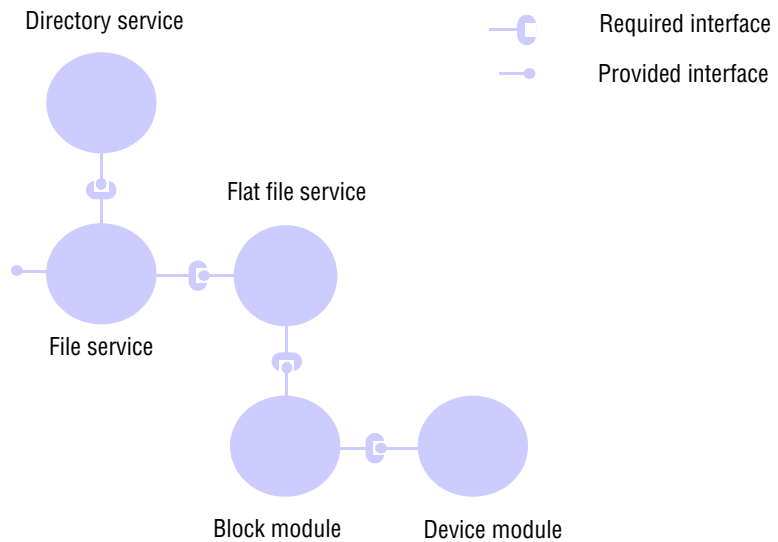 Directory service
Required interface
Provided interface
Flat file service
File service
Block module
Device module